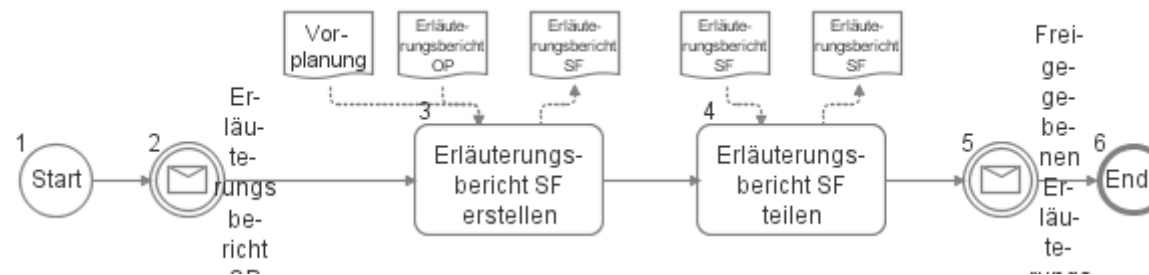 Vor-
planung
Erläute-
rungsbericht
OP
Erläute-
rungsbericht
SF
Erläute-
rungsbericht
SF
Erläute-
rungsbericht
SF
1
Start
2
Er-
läu-
te-
rungs
be-
richt
3
Erläuterungs-
bericht SF
erstellen
4
Erläuterungs-
bericht SF
teilen
5
Frei-
ge-
ge-
be-
nen
Er-
läu-
te-
rungs
6
End